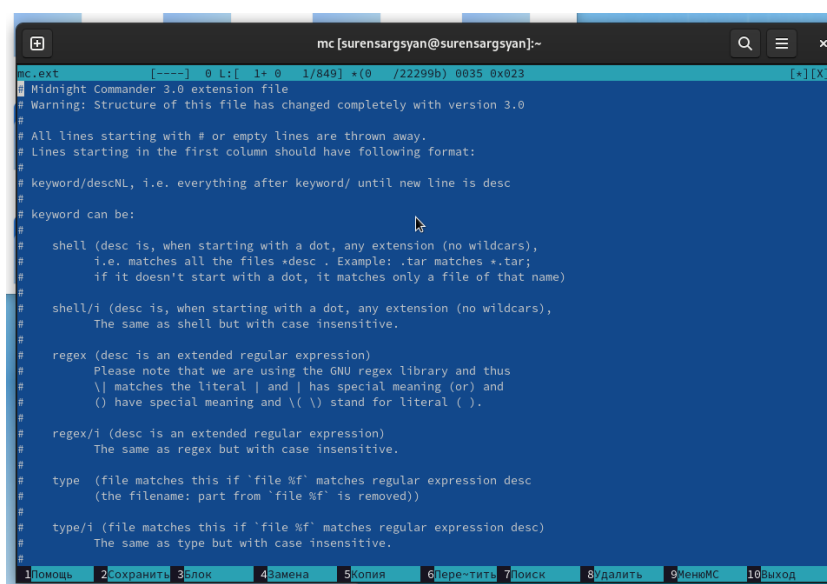 mc [surensargsyan@surensargsyan]:~
mc.ext [----] 0 L:[ 1+ 0 1/849] *(0 /22299b) 0035 0x023 [*][X]
# Midnight Commander 3.0 extension file
# Warning: Structure of this file has changed completely with version 3.0
#
# All lines starting with # or empty lines are thrown away.
# Lines starting in the first column should have following format:
#
# keyword/descNL, i.e. everything after keyword/ until new line is desc
#
# keyword can be:
#
# shell (desc is, when starting with a dot, any extension (no wildcars),
# i.e. matches all the files *desc . Example: .tar matches *.tar;
# if it doesn't start with a dot, it matches only a file of that name)
#
# shell/i (desc is, when starting with a dot, any extension (no wildcars),
# The same as shell but with case insensitive.
#
# regex (desc is an extended regular expression)
# Please note that we are using the GNU regex library and thus
# \| matches the literal | and | has special meaning (or) and
# () have special meaning and \( \) stand for literal ( ).
#
# regex/i (desc is an extended regular expression)
# The same as regex but with case insensitive.
#
# type (file matches this if `file %f` matches regular expression desc
# (the filename: part from `file %f` is removed))
#
# type/i (file matches this if `file %f` matches regular expression desc)
# The same as type but with case insensitive.
#
1Помощь 2Сохранить 3Блок 4Замена 5Копия 6Пере~тить 7Поиск 8Удалить 9МенюMC 10Выход